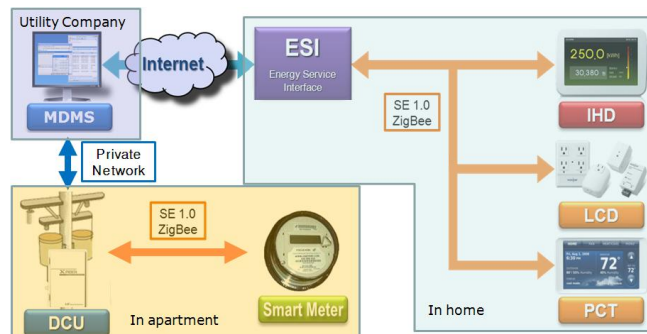 Utility Company
MDMS
Internet
ESI
Energy Service
Interface
250.0
30,380
IHD
SE 1.0
ZigBee
Private
Network
LCD
SE 1.0
ZigBee
72°
DCU
In apartment
Smart Meter
In home
PCT